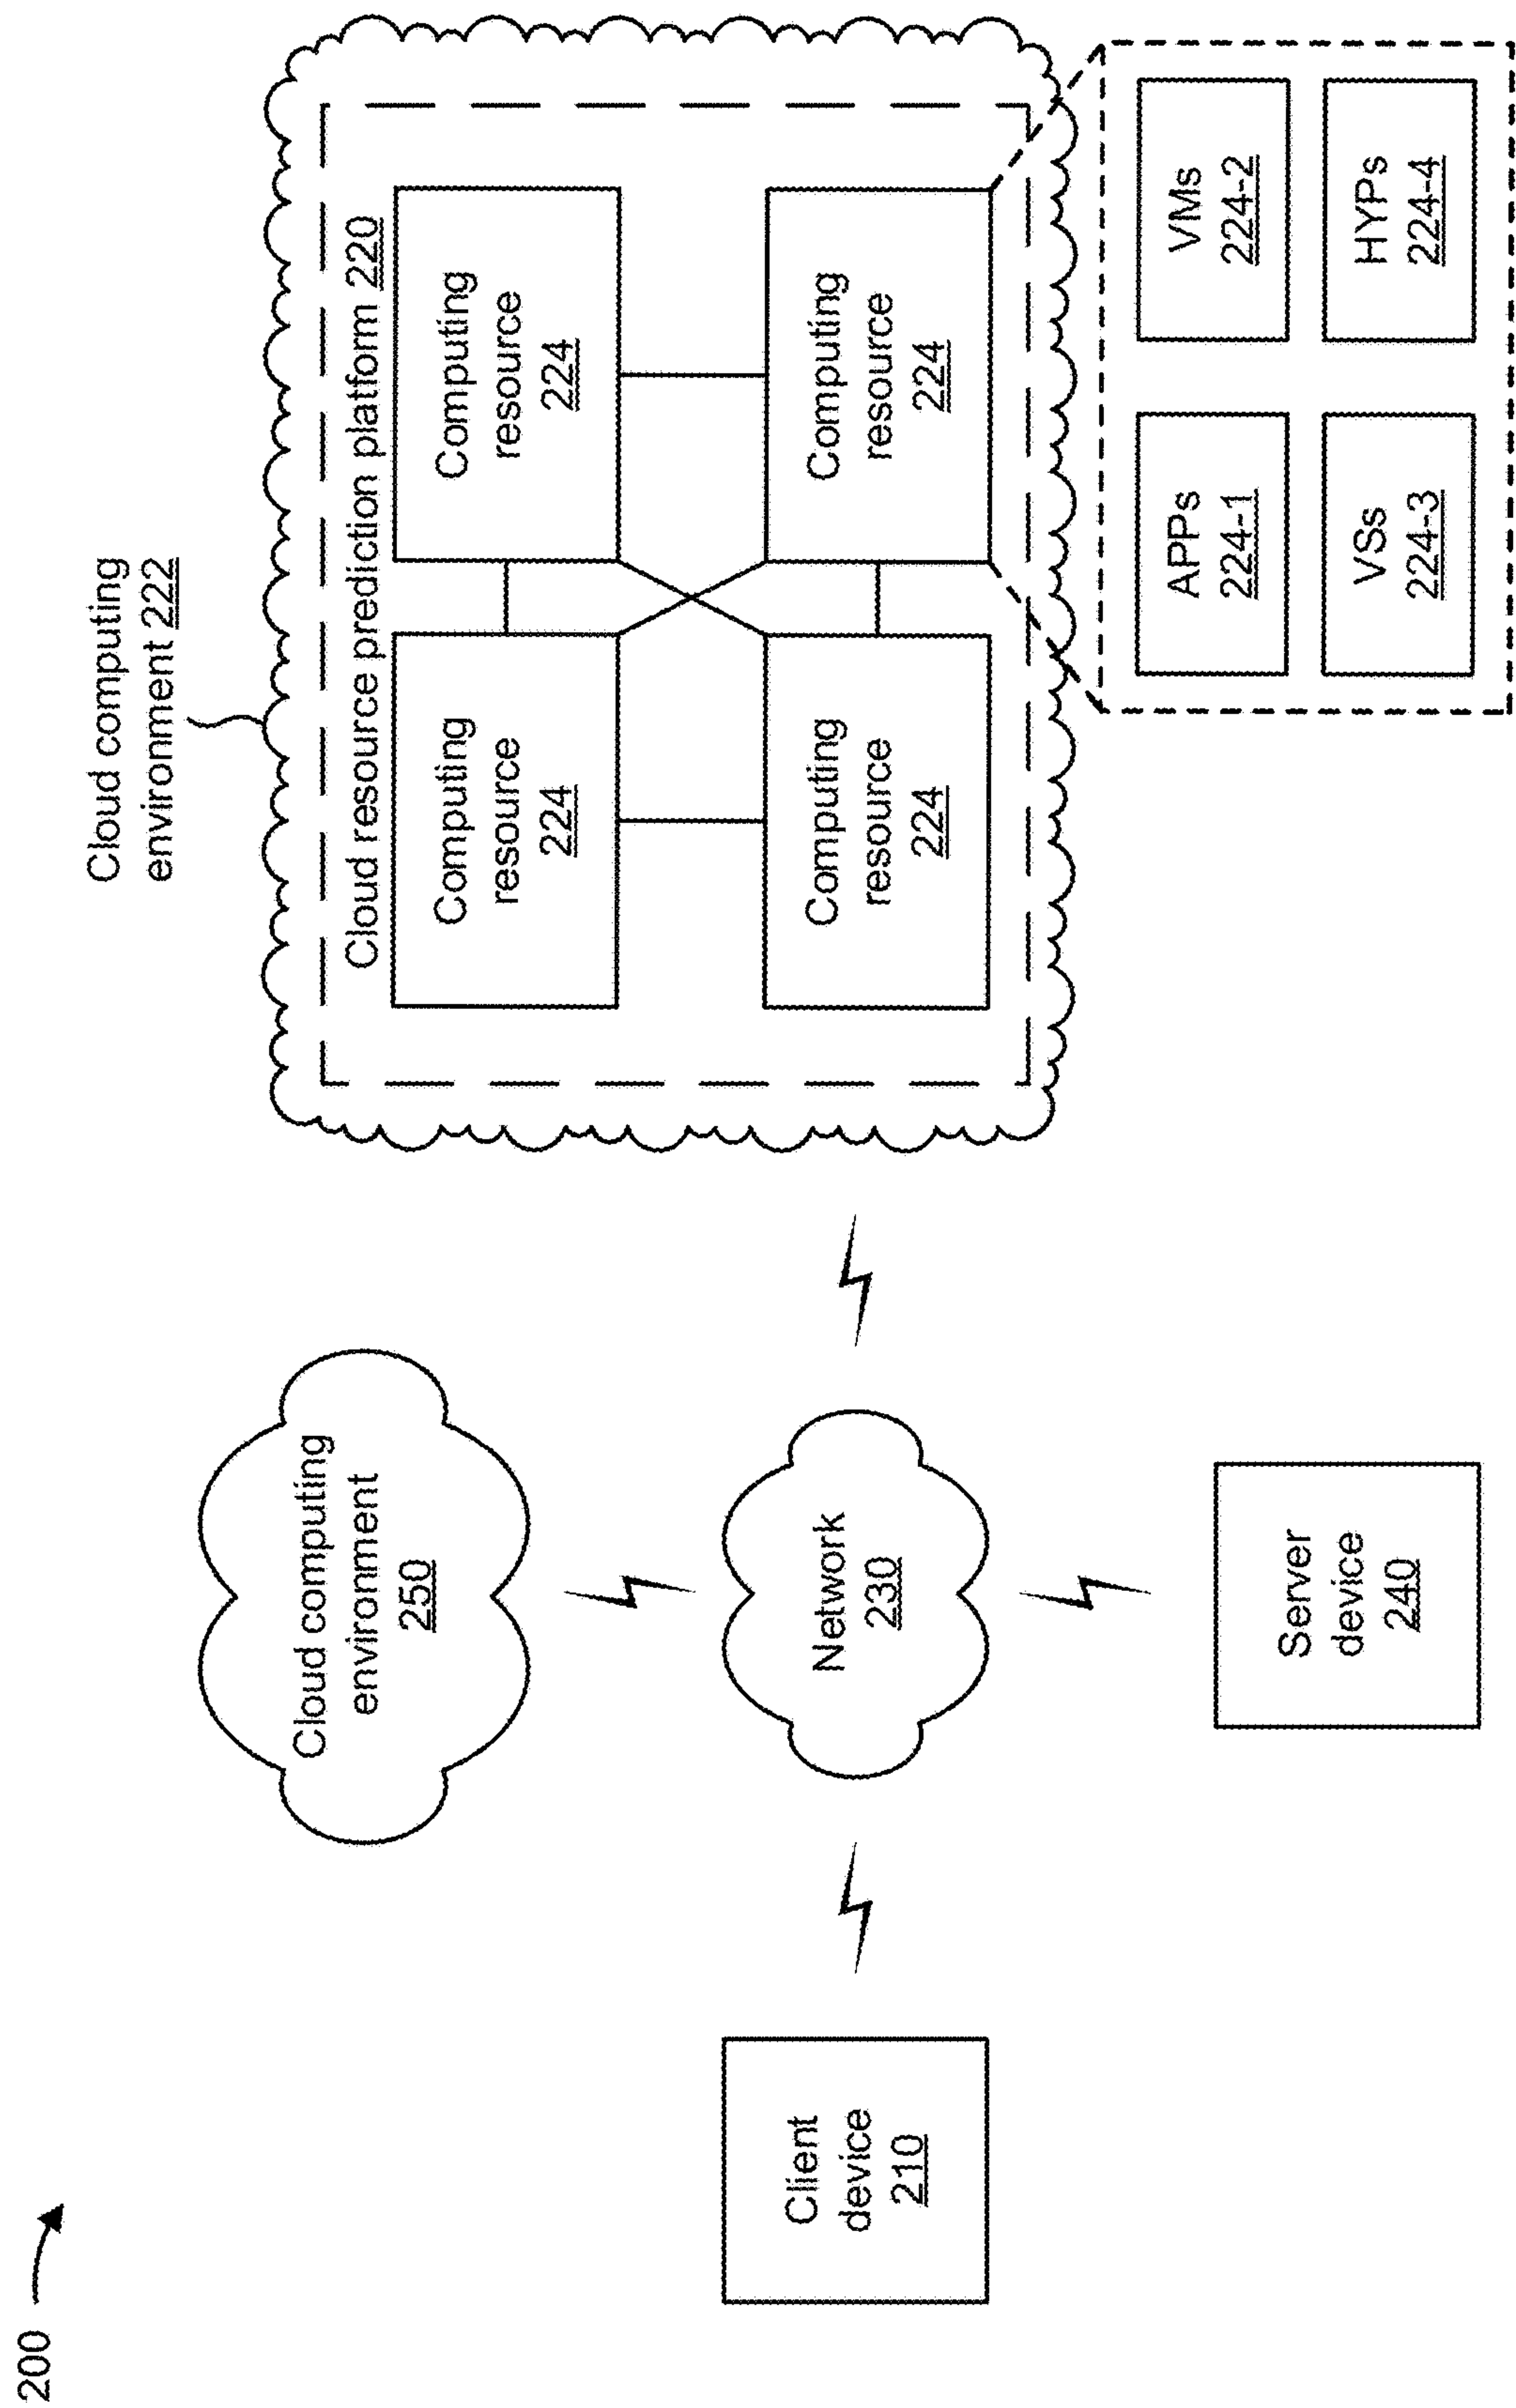 200
Cloud computing
environment 222
Cloud computing
environment
250
Cloud resource prediction platform 220
Computing
resource
224
Computing
resource
224
Computing
resource
224
Computing
resource
224
Client
device
210
Network
230
Server
device
240
APPs
224-1
VMs
224-2
VSs
224-3
HYPs
224-4